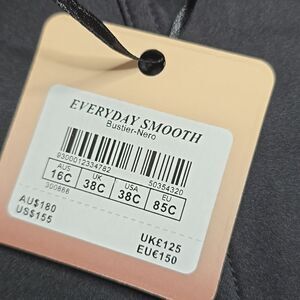 EVERYDAY SMOOTH
Bustier-Nero
9300012334782 50354320
AUS UK USA EU
16C 38C 38C 85C
300866
AU$180 UK£125
US$155 EU€150